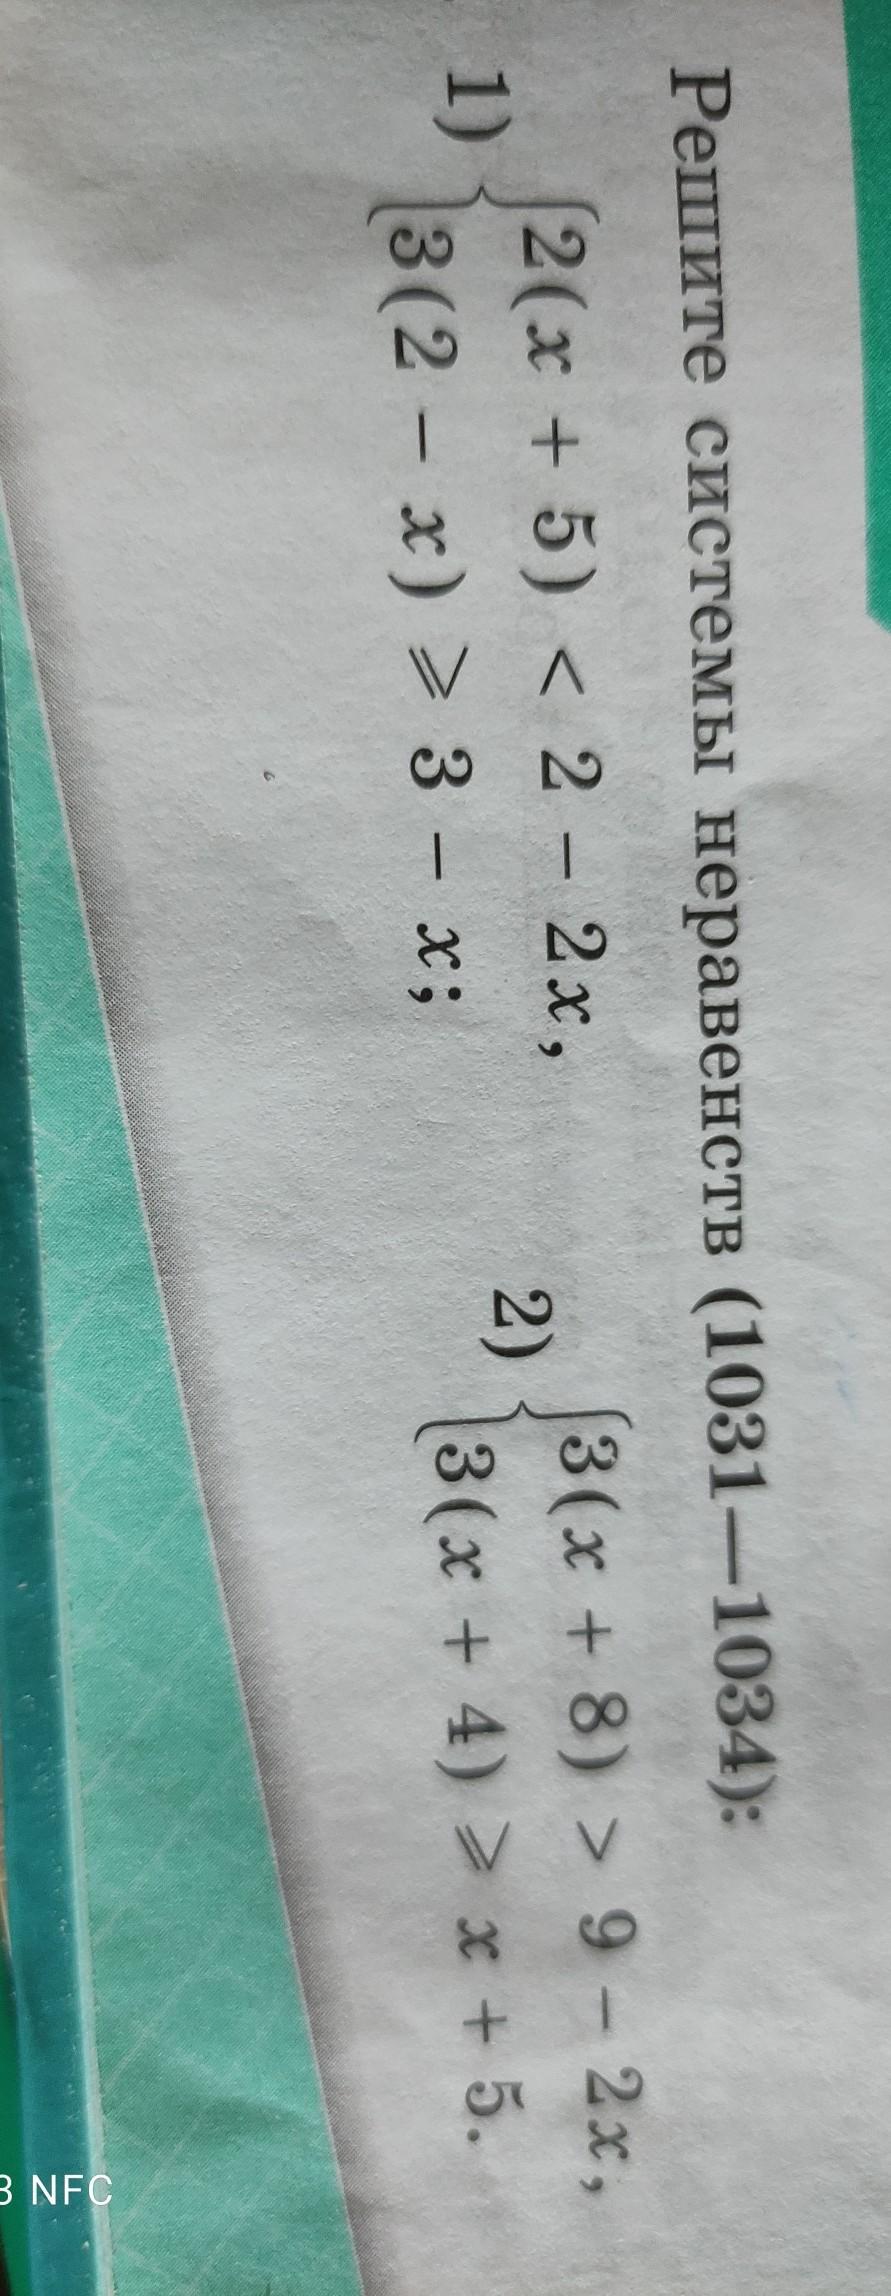 Решите системы неравенств (1031—1034):
1) { 2(x + 5) < 2 − 2x,
3(2 − x) ⩾ 3 − x;
2) { 3(x + 8) > 9 − 2x,
3(x + 4) ⩾ x + 5.
NFC